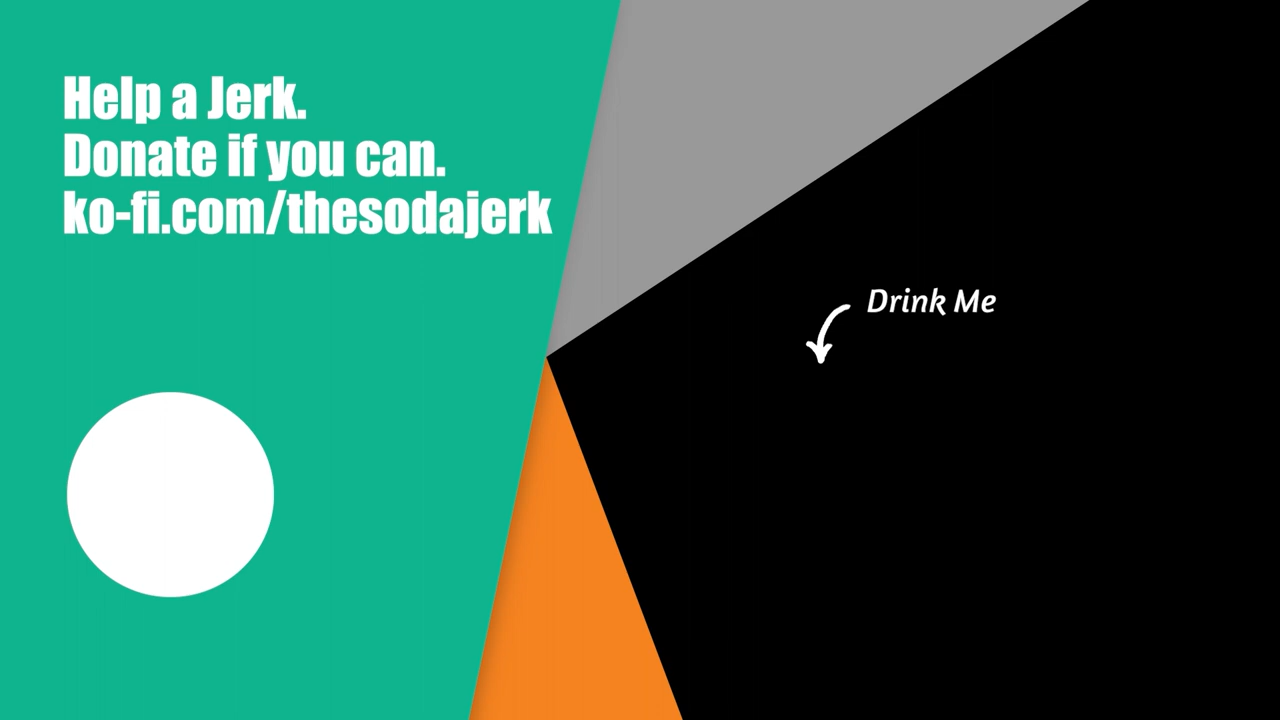 Help a Jerk.
Donate if you can.
ko-fi.com/thesodajerk
Drink Me